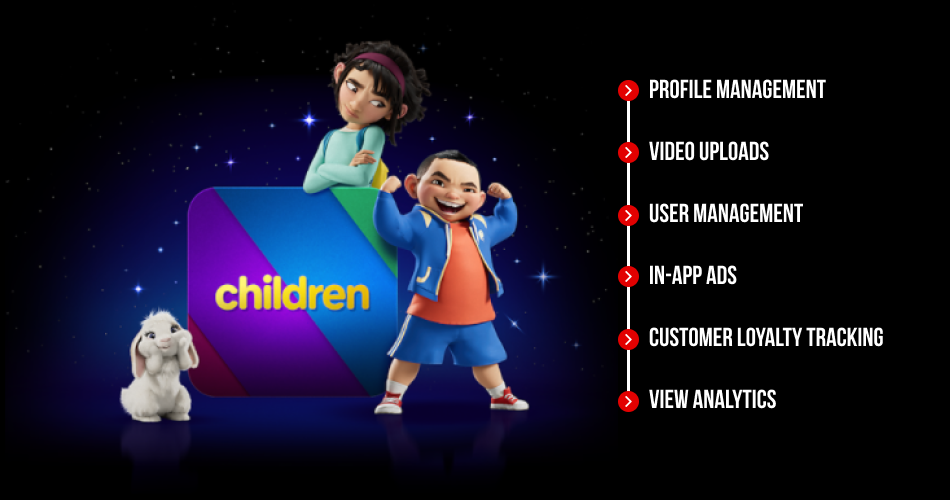 children
PROFILE MANAGEMENT
VIDEO UPLOADS
USER MANAGEMENT
IN-APP ADS
CUSTOMER LOYALTY TRACKING
VIEW ANALYTICS